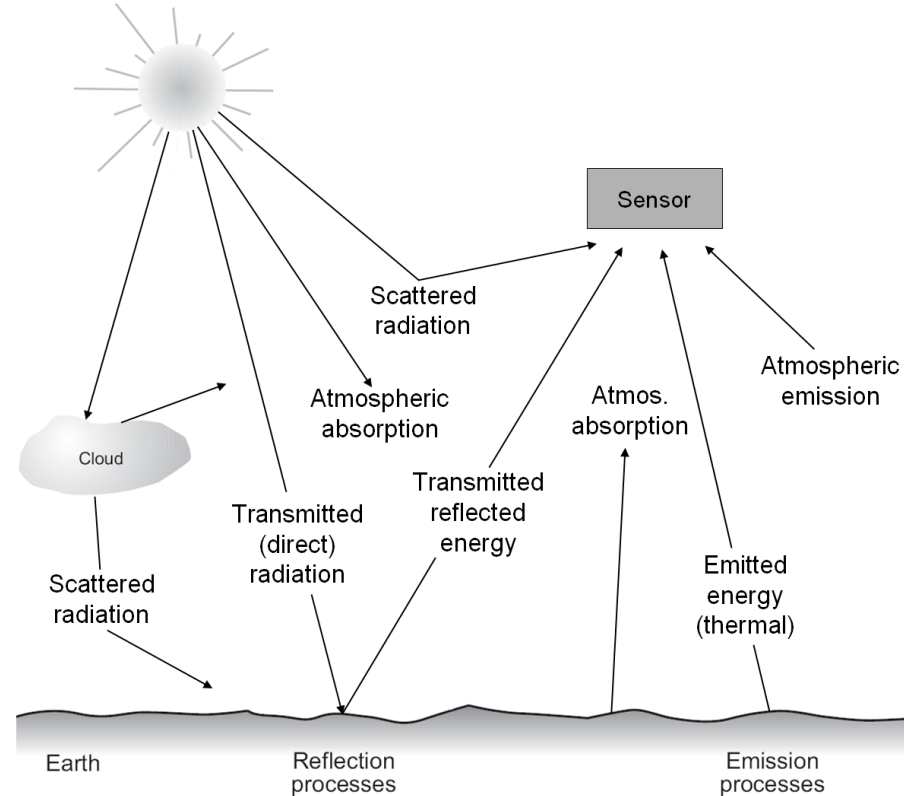 Sensor
Scattered
radiation
Atmospheric
emission
Atmospheric
absorption
Atmos.
absorption
Cloud
Transmitted
reflected
energy
Transmitted
(direct)
radiation
Scattered
radiation
Emitted
energy
(thermal)
Earth
Reflection
processes
Emission
processes